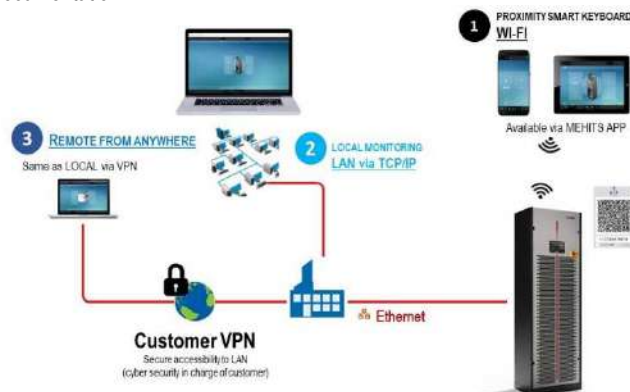 1
PROXIMITY SMART KEYBOARD
WI-FI
Available via MEHITS APP
3
REMOTE FROM ANYWHERE
Same as LOCAL via VPN
2
LOCAL MONITORING
LAN via TCP/IP
Ethernet
Customer VPN
Secure accessibility to LAN
(cyber security in charge of customer)